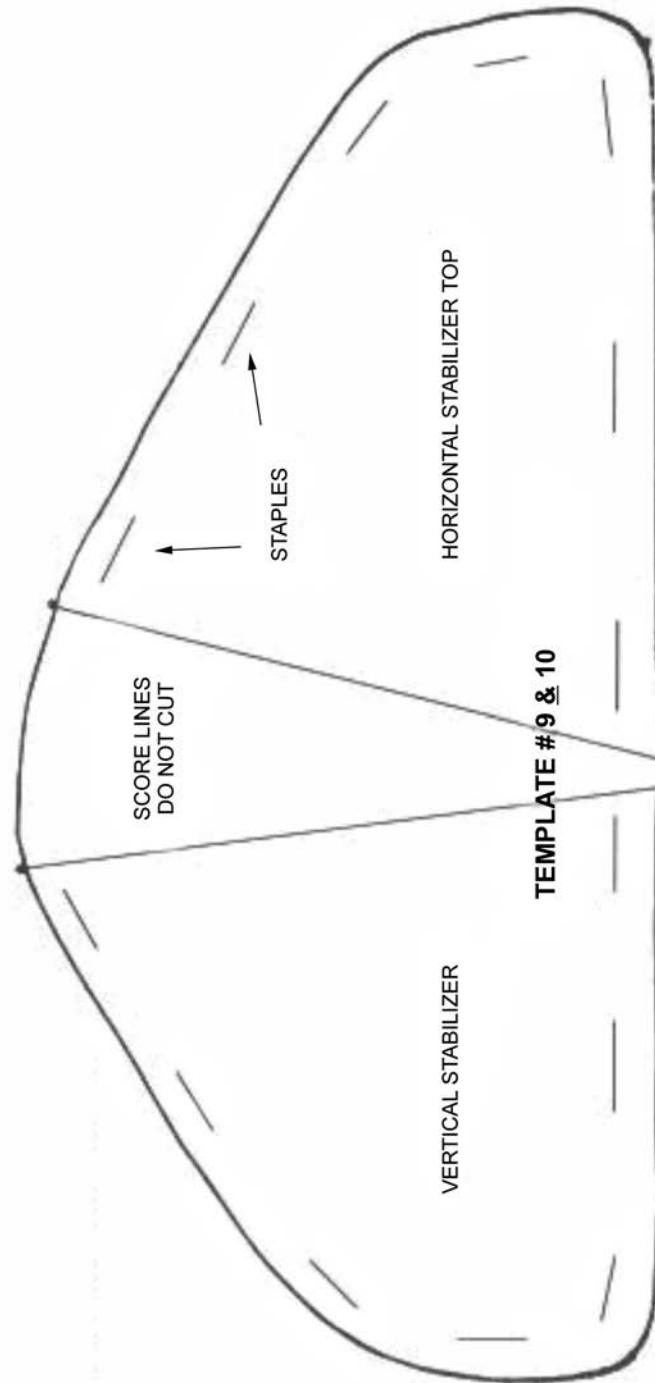 SCORE LINES
DO NOT CUT
STAPLES
VERTICAL STABILIZER
HORIZONTAL STABILIZER TOP
TEMPLATE # 9 & 10